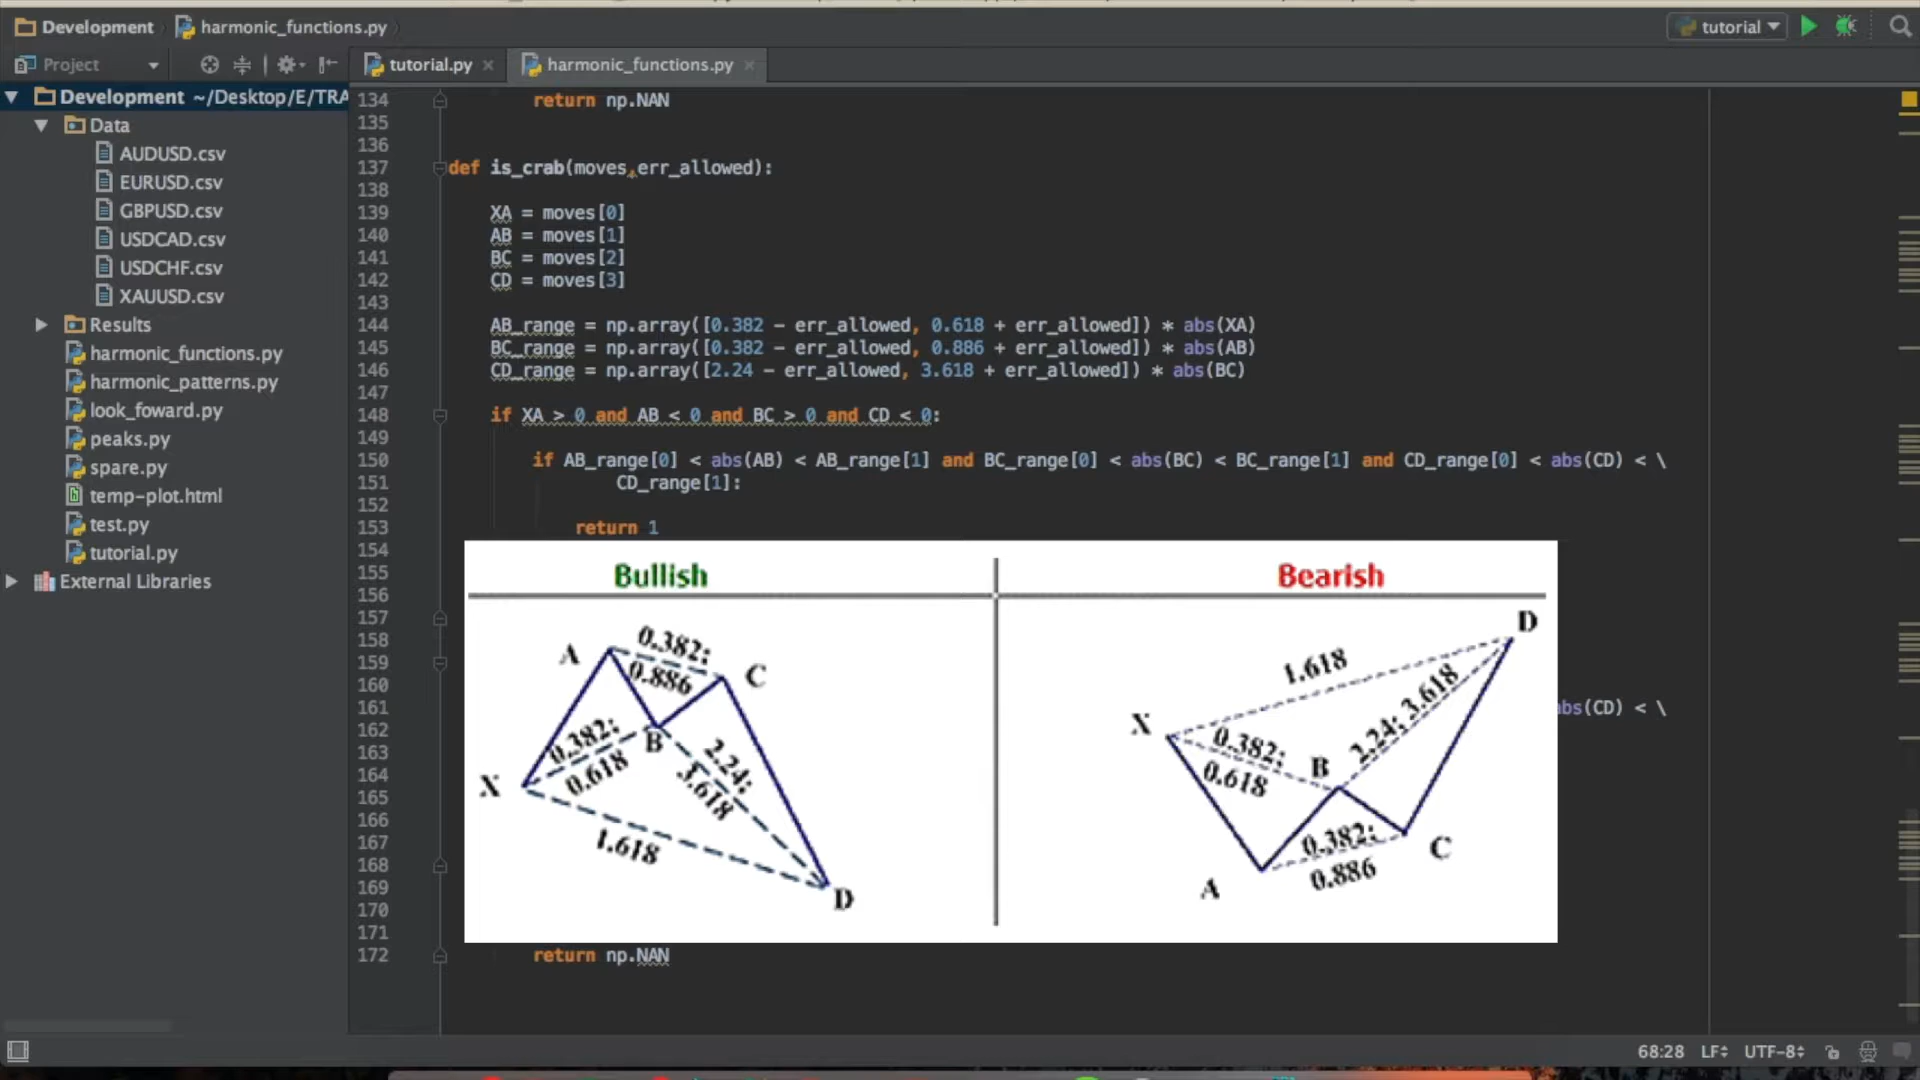 Development harmonic_functions.py tutorial
Project tutorial.py harmonic_functions.py
Development ~/Desktop/E/TRA
Data
AUDUSD.csv
EURUSD.csv
GBPUSD.csv
USDCAD.csv
USDCHF.csv
XAUUSD.csv
Results
harmonic_functions.py
harmonic_patterns.py
look_foward.py
peaks.py
spare.py
temp-plot.html
test.py
tutorial.py
External Libraries
134 return np.NAN
135
136
137 def is_crab(moves,err_allowed):
138
139 XA = moves[0]
140 AB = moves[1]
141 BC = moves[2]
142 CD = moves[3]
143
144 AB_range = np.array([0.382 - err_allowed, 0.618 + err_allowed]) * abs(XA)
145 BC_range = np.array([0.382 - err_allowed, 0.886 + err_allowed]) * abs(AB)
146 CD_range = np.array([2.24 - err_allowed, 3.618 + err_allowed]) * abs(BC)
147
148 if XA > 0 and AB < 0 and BC > 0 and CD < 0:
149
150 if AB_range[0] < abs(AB) < AB_range[1] and BC_range[0] < abs(BC) < BC_range[1] and CD_range[0] < abs(CD) < \
151 CD_range[1]:
152
153 return 1
154
155
156
157
158
159
160
161 abs(CD) < \
162
163
164
165
166
167
168
169
170
171
172 return np.NAN
Bullish
A
0.382;
0.886
C
0.382;
0.618
B
2.24;
3.618
X
1.618
D
Bearish
D
1.618
2.24; 3.618
X
0.382;
0.618
B
0.382;
0.886
C
A
68:28 LF UTF-8